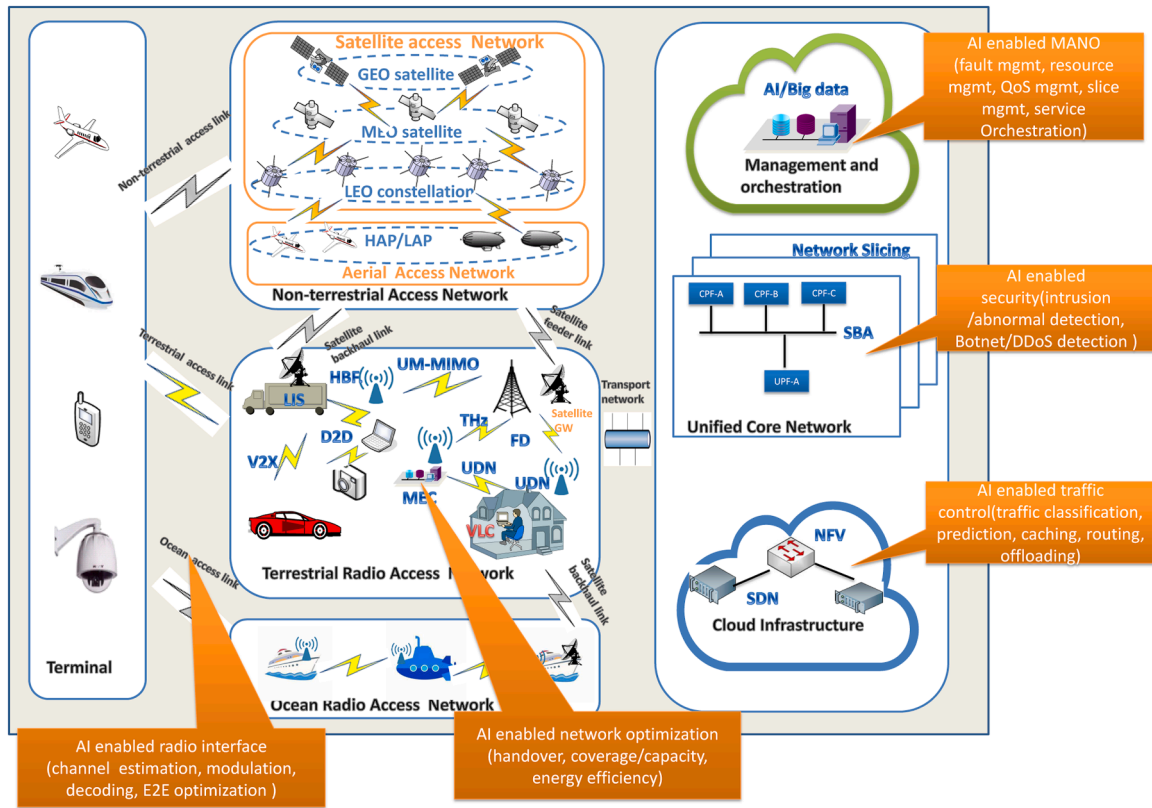 Satellite access Network
GEO satellite
MEO satellite
LEO constellation
HAP/LAP
Aerial Access Network
Non-terrestrial Access Network
Non-terrestrial access link
Terrestrial access link
Ocean access link
Terminal
Satellite
backhaul link
Satellite
feeder link
HBF
UM-MIMO
LIS
Satellite
GW
THz
FD
D2D
V2X
UDN
UDN
MEC
VLC
Terrestrial Radio Access Network
Satellite
backhaul link
Ocean Radio Access Network
Transport
network
AI/Big data
Management and
orchestration
Network Slicing
CPF-A
CPF-B
CPF-C
SBA
UPF-A
Unified Core Network
NFV
SDN
Cloud Infrastructure
AI enabled MANO
(fault mgmt, resource
mgmt, QoS mgmt, slice
mgmt, service
Orchestration)
AI enabled
security(intrusion
/abnormal detection,
Botnet/DDoS detection )
AI enabled traffic
control(traffic classification,
prediction, caching, routing,
offloading)
AI enabled radio interface
(channel estimation, modulation,
decoding, E2E optimization )
AI enabled network optimization
(handover, coverage/capacity,
energy efficiency)